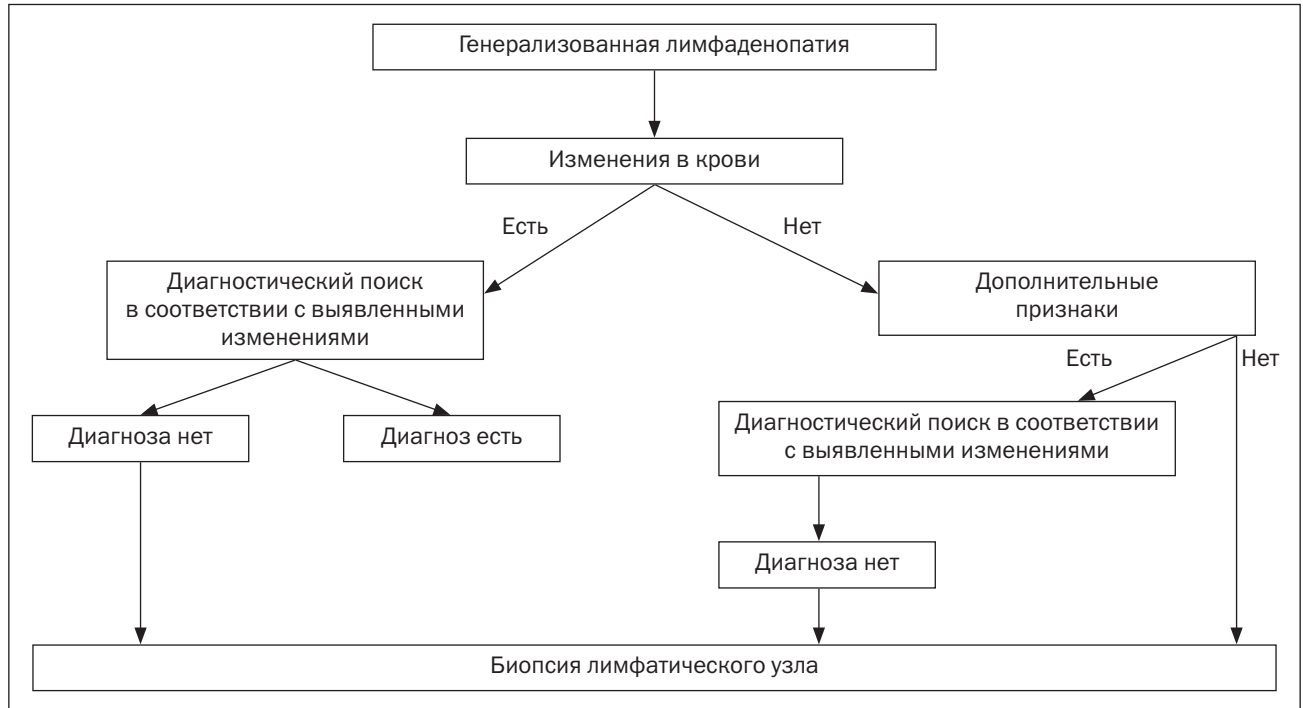 Генерализованная лимфаденопатия
Изменения в крови
Есть
Нет
Диагностический поиск
в соответствии с выявленными
изменениями
Дополнительные
признаки
Есть
Нет
Диагноза нет
Диагноз есть
Диагностический поиск в соответствии
с выявленными изменениями
Диагноза нет
Биопсия лимфатического узла